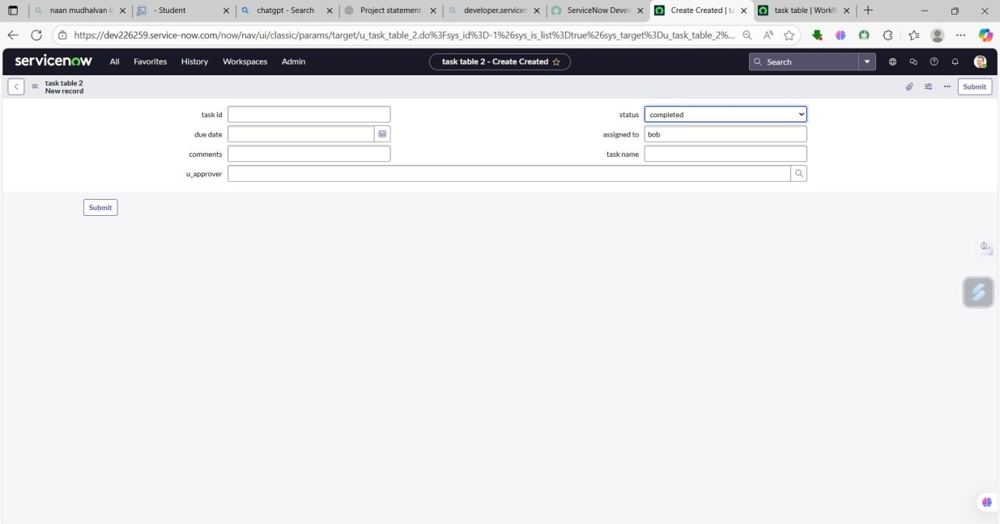 naan mudhalvan l
- Student
chatgpt - Search
Project statement
developer.servicen
ServiceNow Devel
Create Created | ta
task table | Workfl
https://dev226259.service-now.com/now/nav/ui/classic/params/target/u_task_table_2.do%3Fsys_id%3D-1%26sys_is_list%3Dtrue%26sys_target%3Du_task_table_2%...
servicenow All Favorites History Workspaces Admin task table 2 - Create Created Search
task table 2
New record
Submit
task id
status completed
due date
assigned to bob
comments
task name
u_approver
Submit